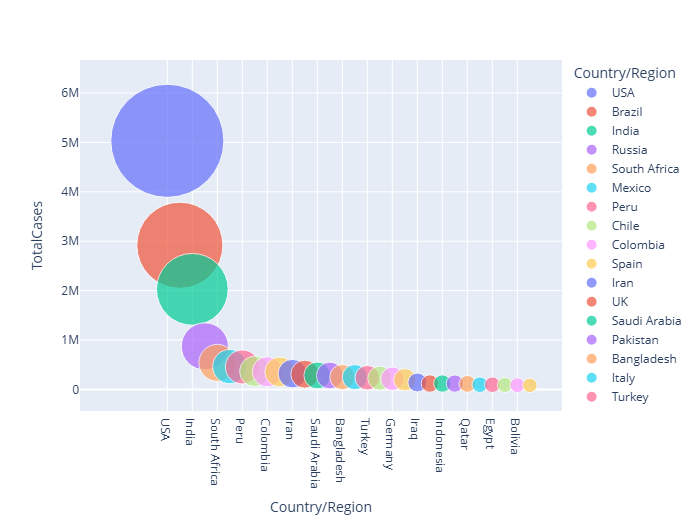 Country/Region
USA
Brazil
India
Russia
South Africa
Mexico
Peru
Chile
Colombia
Spain
Iran
UK
Saudi Arabia
Pakistan
Bangladesh
Italy
Turkey
TotalCases
6M
5M
4M
3M
2M
1M
0
USA
India
South Africa
Peru
Colombia
Iran
Saudi Arabia
Bangladesh
Turkey
Germany
Iraq
Indonesia
Qatar
Egypt
Bolivia
Country/Region